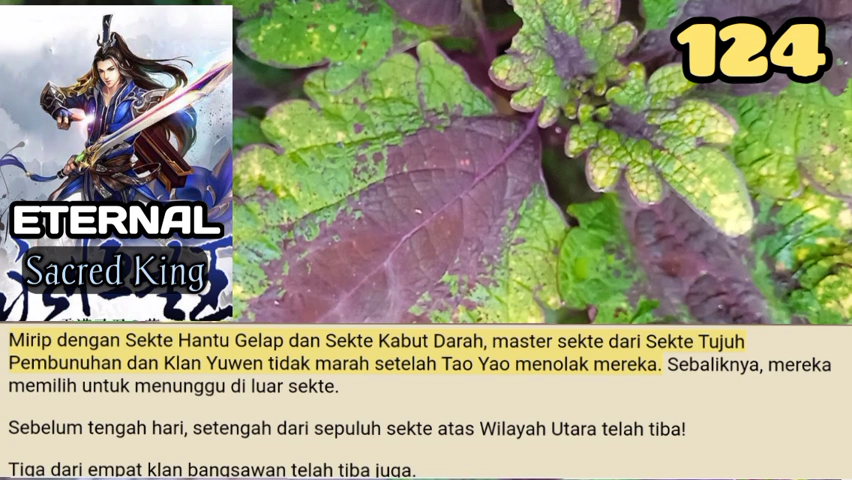 124
ETERNAL
Sacred King
Mirip dengan Sekte Hantu Gelap dan Sekte Kabut Darah, master sekte dari Sekte Tujuh
Pembunuhan dan Klan Yuwen tidak marah setelah Tao Yao menolak mereka. Sebaliknya, mereka
memilih untuk menunggu di luar sekte.
Sebelum tengah hari, setengah dari sepuluh sekte atas Wilayah Utara telah tiba!
Tiga dari empat klan bangsawan telah tiba juga.